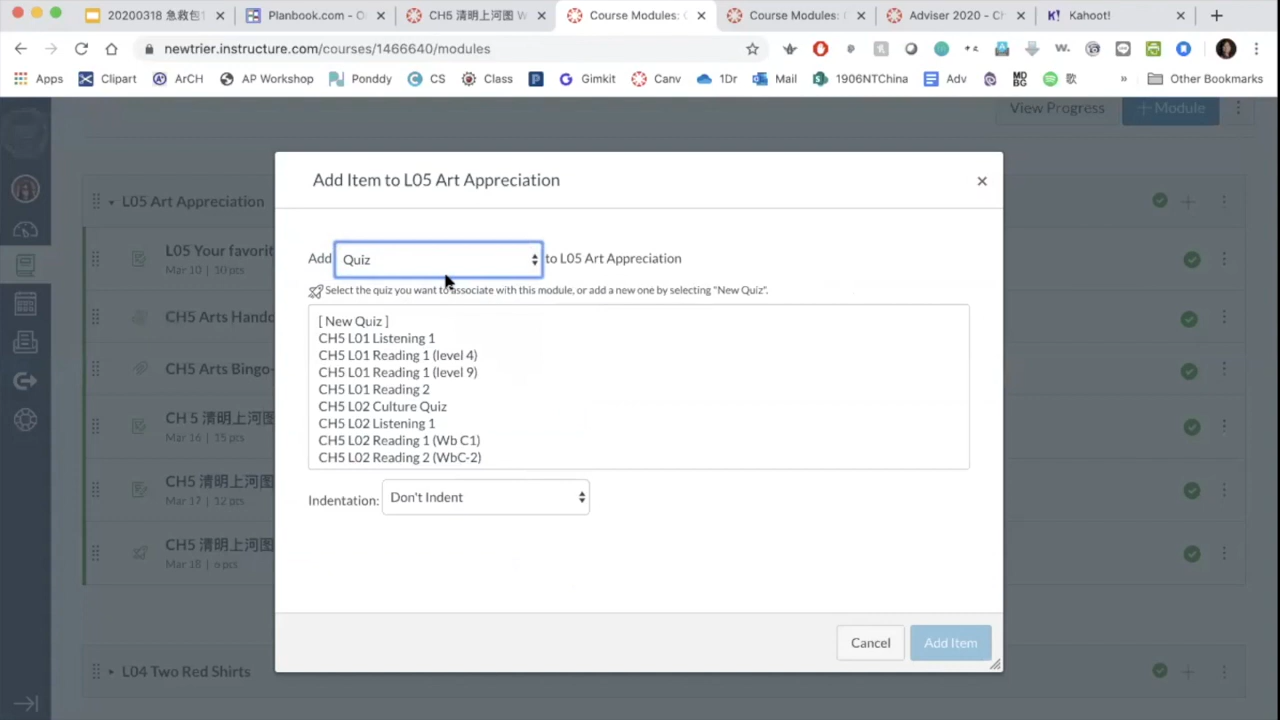 20200318 急救包
Planbook.com - O
CH5 清明上河图 W
Course Modules:
Course Modules:
Adviser 2020 - Ch
Kahoot!
newtrier.instructure.com/courses/1466640/modules
W.
Apps
Clipart
ArCH
AP Workshop
Ponddy
CS
Class
Gimkit
Canv
1Dr
Mail
1906NTChina
Adv
MD
BG
歌
»
Other Bookmarks
View Progress
+ Module
L05 Art Appreciation
L05 Your favorit
Mar 10 | 10 pts
CH5 Arts Hando
CH5 Arts Bingo-
CH 5 清明上河图
Mar 16 | 15 pts
CH5 清明上河图
Mar 17 | 12 pts
CH5 清明上河图
Mar 18 |
L04 Two Red Shirts
Add Item to L05 Art Appreciation
Add Quiz to L05 Art Appreciation
Select the quiz you want to associate with this module, or add a new one by selecting "New Quiz".
[ New Quiz ]
CH5 L01 Listening 1
CH5 L01 Reading 1 (level 4)
CH5 L01 Reading 1 (level 9)
CH5 L01 Reading 2
CH5 L02 Culture Quiz
CH5 L02 Listening 1
CH5 L02 Reading 1 (Wb C1)
CH5 L02 Reading 2 (WbC-2)
Indentation: Don't Indent
Cancel
Add Item